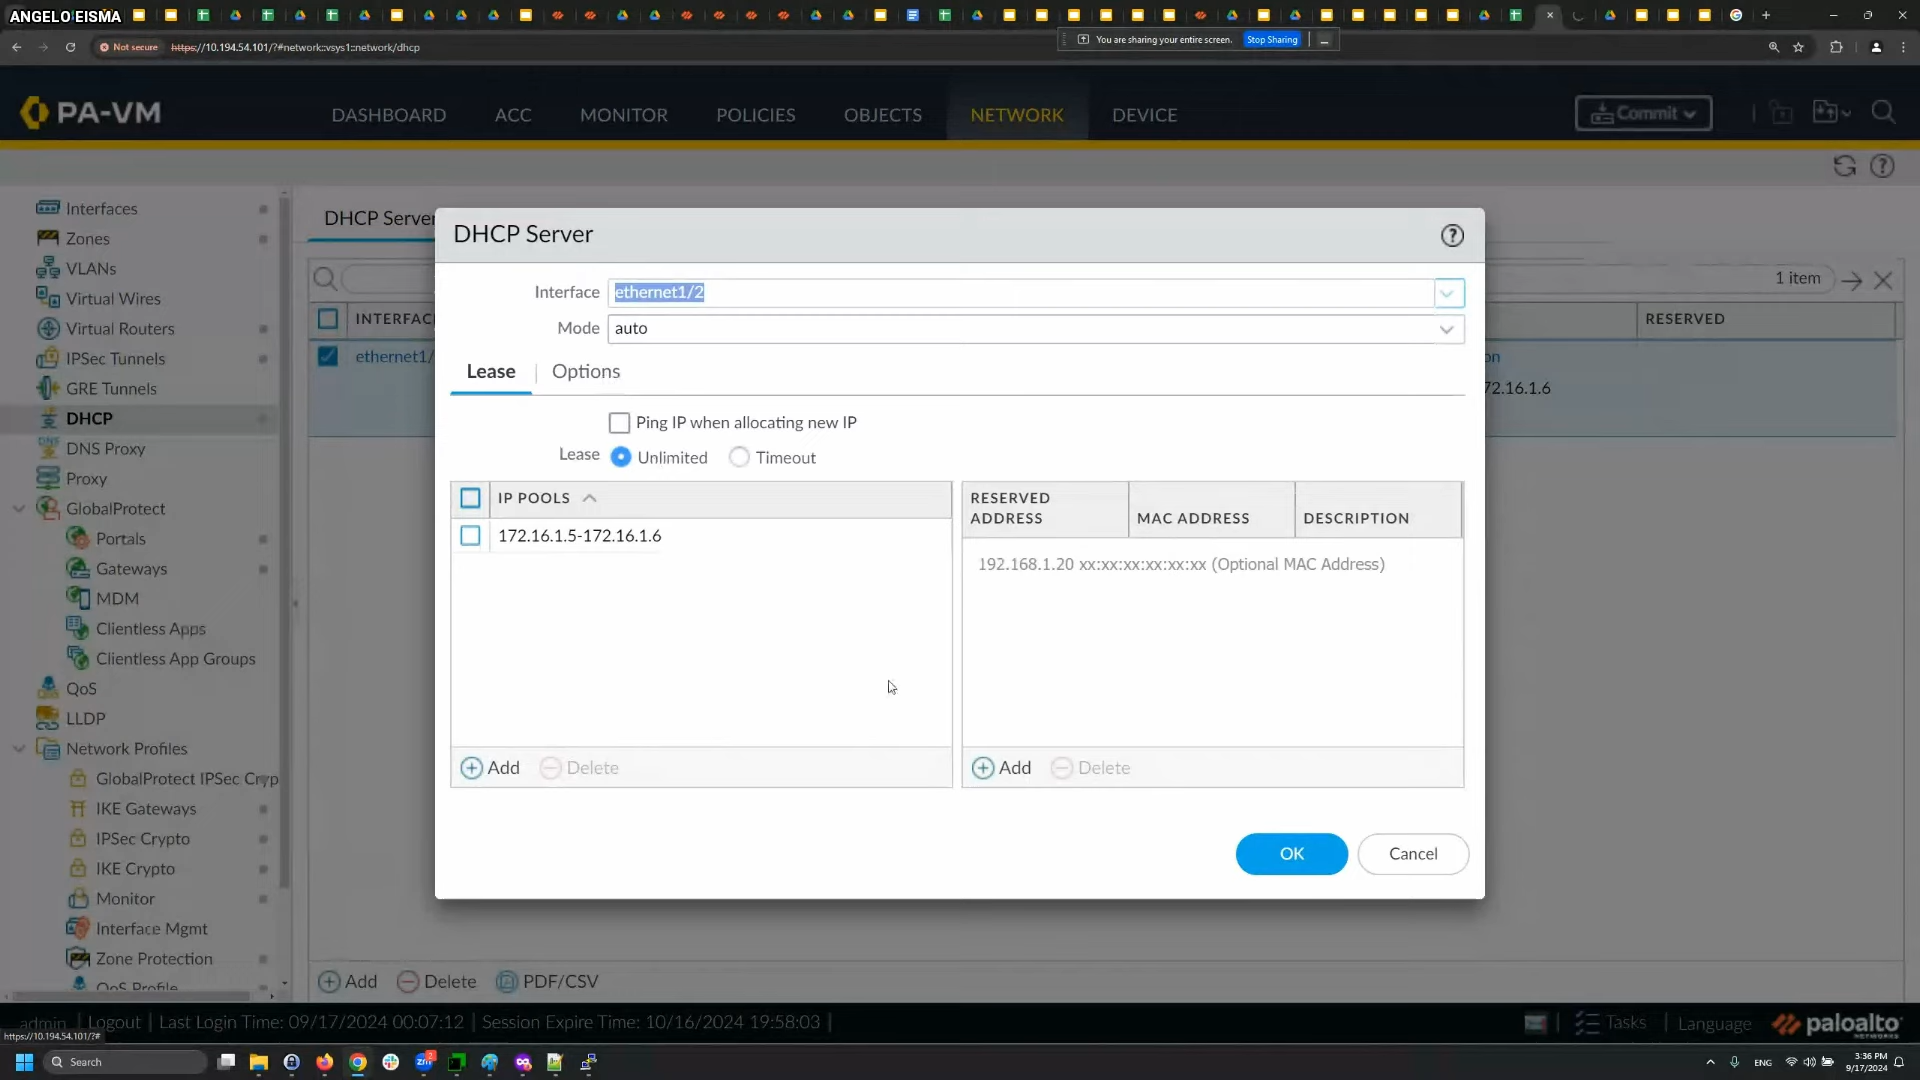 ANGELO EISMA
Not secure https://10.194.54.101/?#network::vsys1::network/dhcp
You are sharing your entire screen. Stop Sharing
PA-VM DASHBOARD ACC MONITOR POLICIES OBJECTS NETWORK DEVICE Commit
Interfaces
Zones
VLANs
Virtual Wires
Virtual Routers
IPSec Tunnels
GRE Tunnels
DHCP
DNS Proxy
Proxy
GlobalProtect
Portals
Gateways
MDM
Clientless Apps
Clientless App Groups
QoS
LLDP
Network Profiles
GlobalProtect IPSec Cryp
IKE Gateways
IPSec Crypto
IKE Crypto
Monitor
Interface Mgmt
Zone Protection
QoS Profile
DHCP Server
1 item
INTERFAC
RESERVED
ethernet1/
on
72.16.1.6
DHCP Server
Interface ethernet1/2
Mode auto
Lease Options
Ping IP when allocating new IP
Lease Unlimited Timeout
IP POOLS
172.16.1.5-172.16.1.6
RESERVED ADDRESS MAC ADDRESS DESCRIPTION
192.168.1.20 xx:xx:xx:xx:xx:xx (Optional MAC Address)
Add Delete
Add Delete
OK Cancel
Add Delete PDF/CSV
admin | Logout | Last Login Time: 09/17/2024 00:07:12 | Session Expire Time: 10/16/2024 19:58:03 |
Tasks | Language paloalto
NETWORKS
https://10.194.54.101/?#
Search
ENG
3:36 PM
9/17/2024